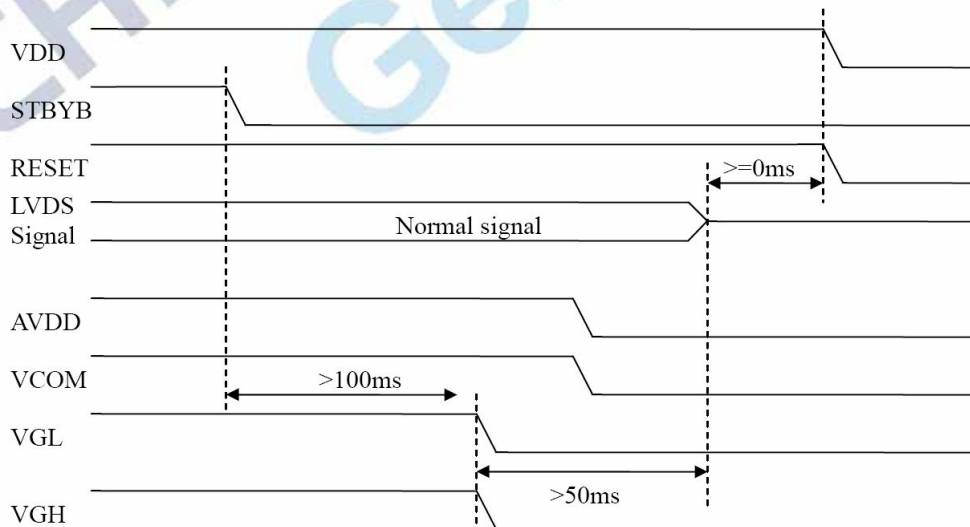 VDD
STBYB
RESET
>=0ms
LVDS
Signal
Normal signal
AVDD
VCOM
>100ms
VGL
>50ms
VGH